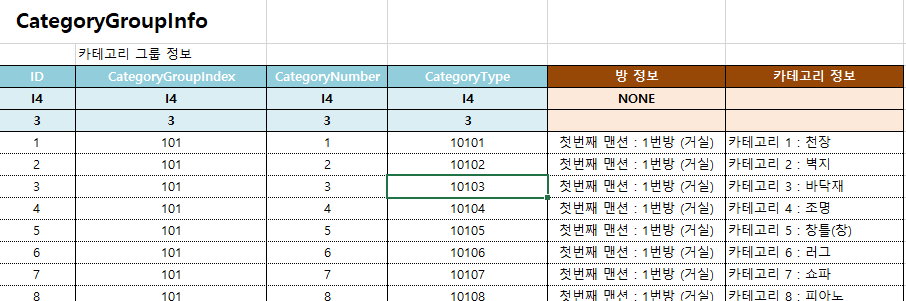 CategoryGroupInfo
카테고리 그룹 정보
ID CategoryGroupIndex CategoryNumber CategoryType 방 정보 카테고리 정보
I4 I4 I4 I4 NONE
3 3 3 3
1 101 1 10101 첫번째 맨션 : 1번방 (거실) 카테고리 1 : 천장
2 101 2 10102 첫번째 맨션 : 1번방 (거실) 카테고리 2 : 벽지
3 101 3 10103 첫번째 맨션 : 1번방 (거실) 카테고리 3 : 바닥재
4 101 4 10104 첫번째 맨션 : 1번방 (거실) 카테고리 4 : 조명
5 101 5 10105 첫번째 맨션 : 1번방 (거실) 카테고리 5 : 창틀(창)
6 101 6 10106 첫번째 맨션 : 1번방 (거실) 카테고리 6 : 러그
7 101 7 10107 첫번째 맨션 : 1번방 (거실) 카테고리 7 : 쇼파
8 101 8 10108 첫번째 맨션 : 1번방 (거실) 카테고리 8 : 피아노